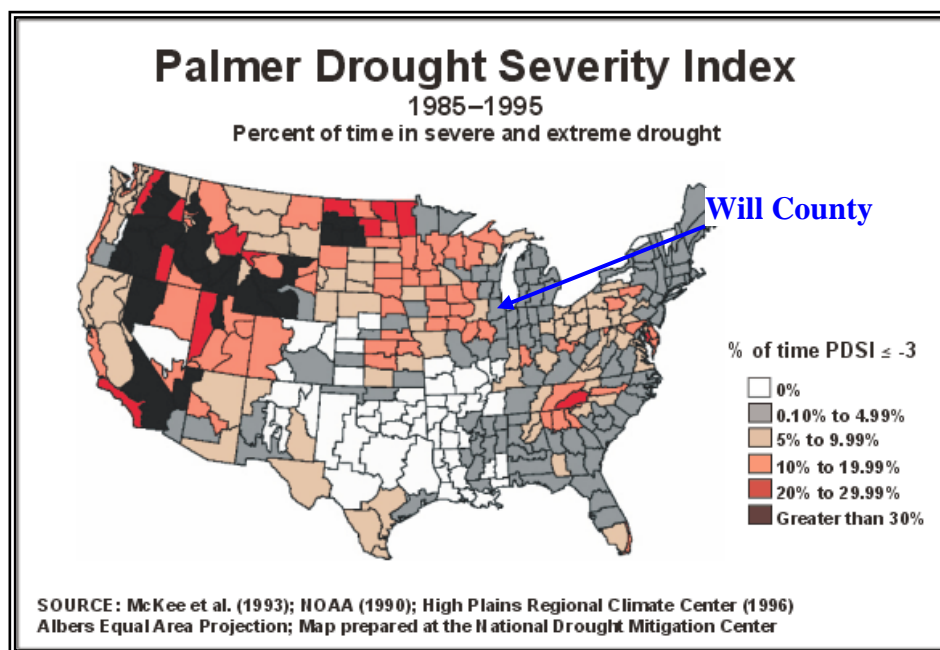 Palmer Drought Severity Index
1985–1995
Percent of time in severe and extreme drought
Will County
% of time PDSI ≤ -3
0%
0.10% to 4.99%
5% to 9.99%
10% to 19.99%
20% to 29.99%
Greater than 30%
SOURCE: McKee et al. (1993); NOAA (1990); High Plains Regional Climate Center (1996)
Albers Equal Area Projection; Map prepared at the National Drought Mitigation Center